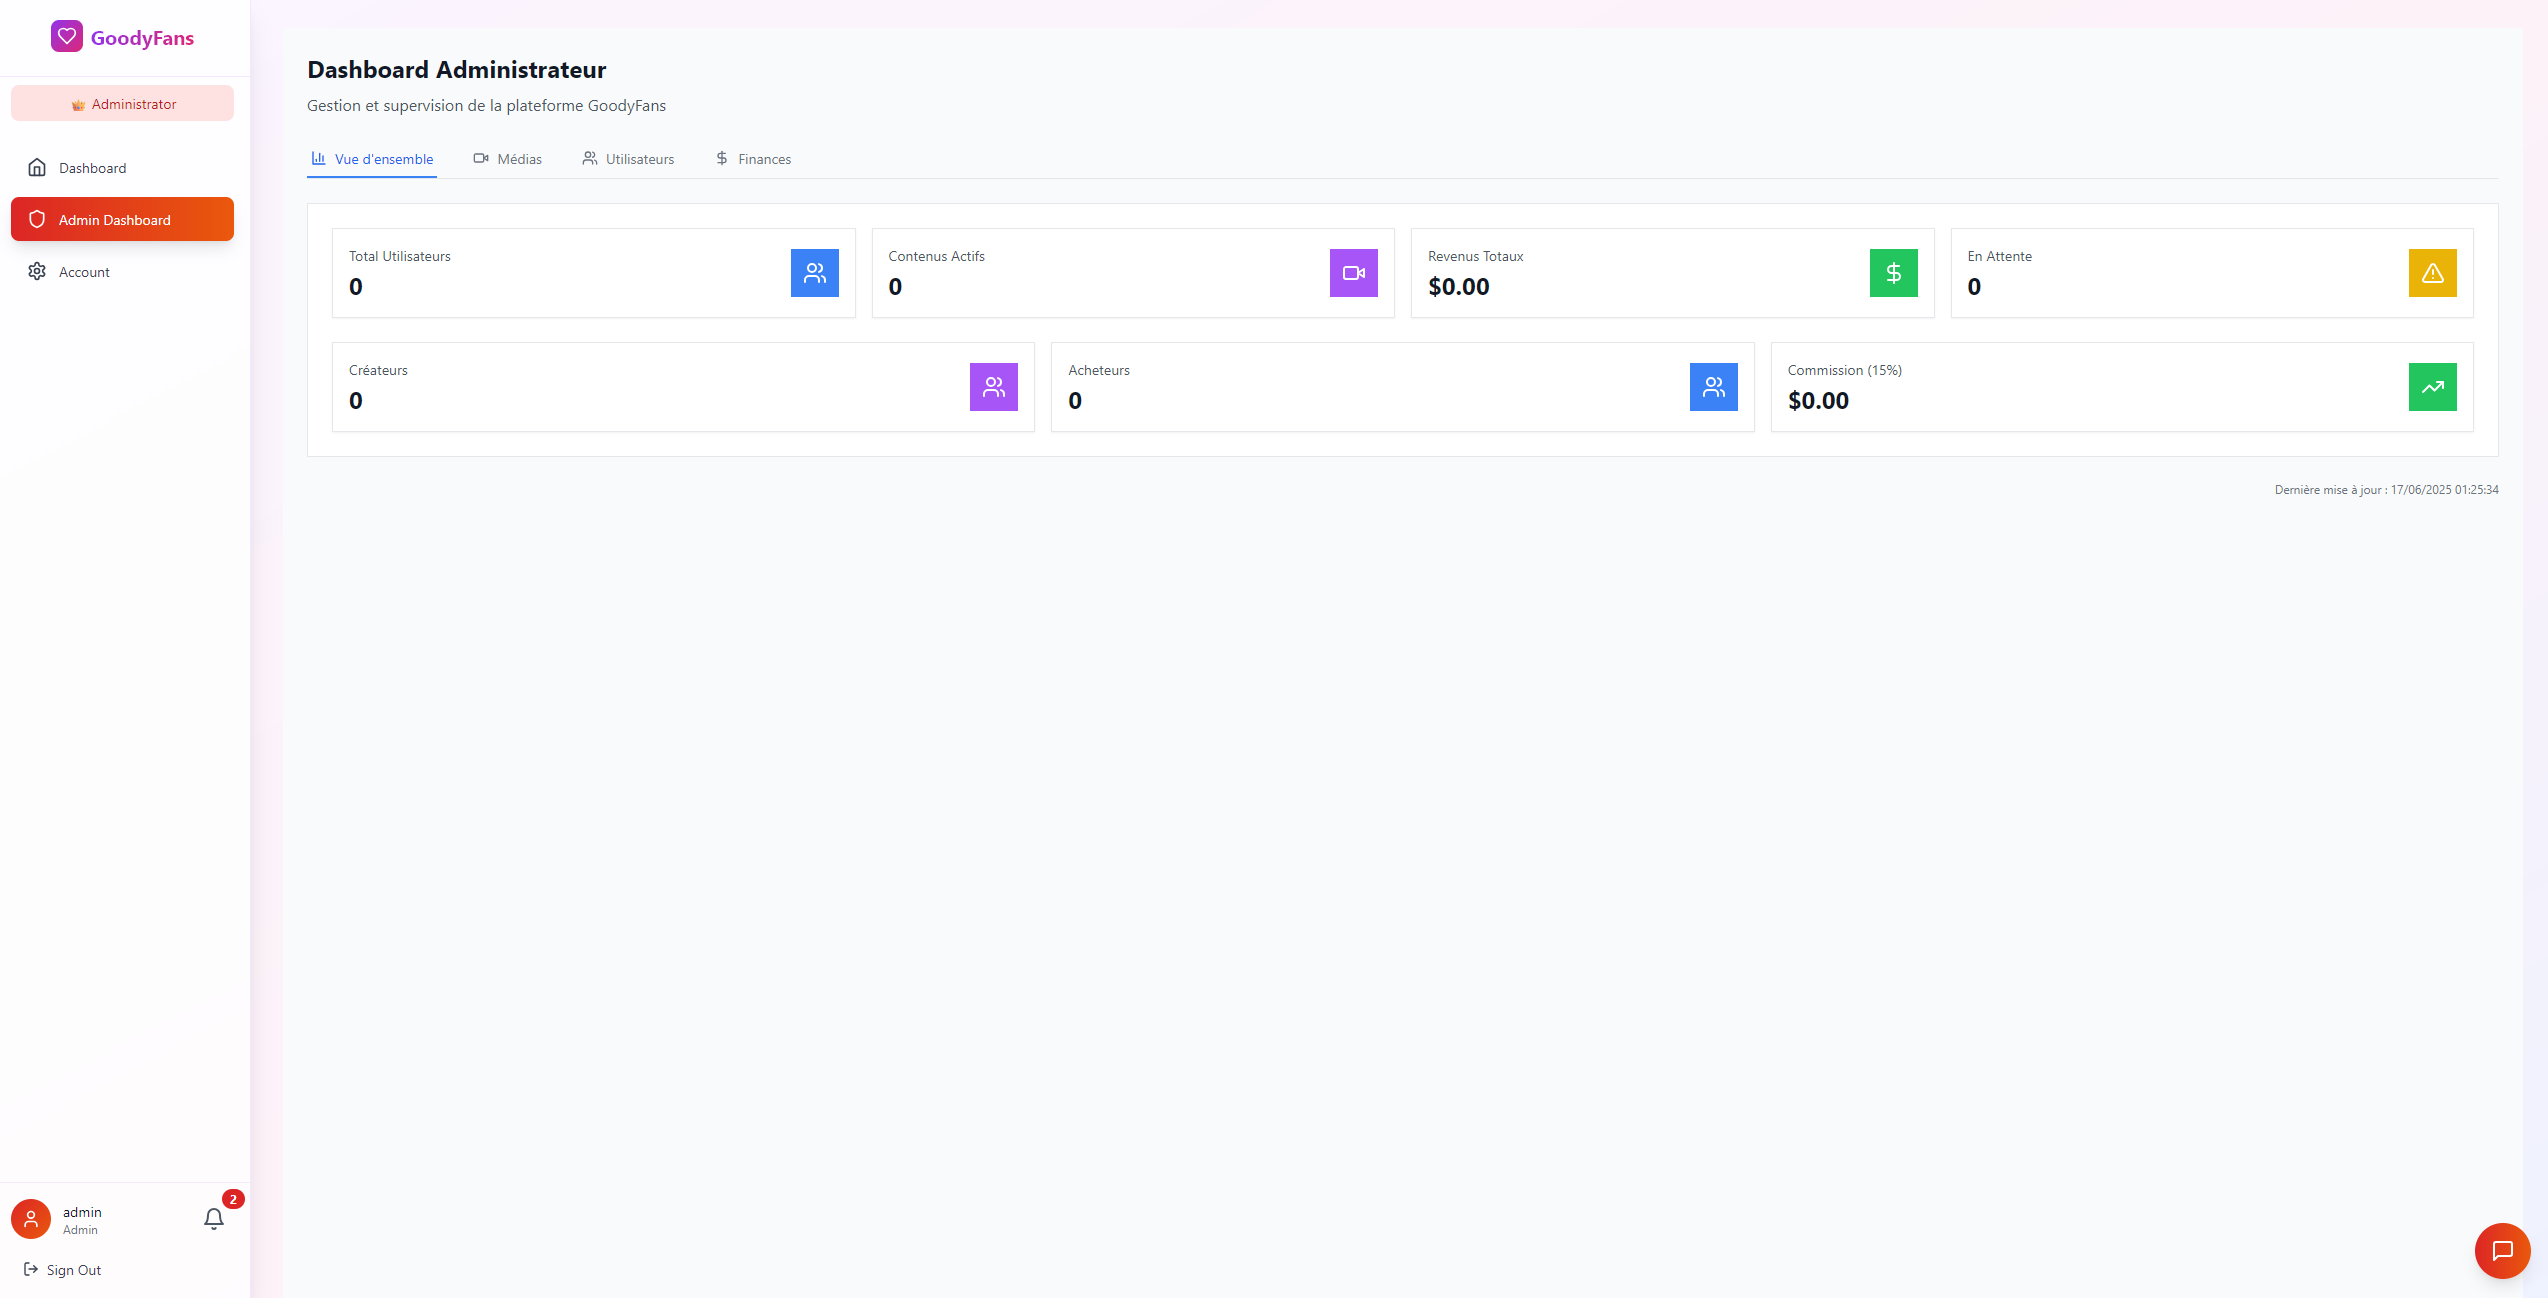 GoodyFans
Administrator
Dashboard
Admin Dashboard
Account
Dashboard Administrateur
Gestion et supervision de la plateforme GoodyFans
Vue d'ensemble
Médias
Utilisateurs
Finances
Total Utilisateurs
0
Contenus Actifs
0
Revenus Totaux
$0.00
En Attente
0
Créateurs
0
Acheteurs
0
Commission (15%)
$0.00
Dernière mise à jour : 17/06/2025 01:25:34
admin
Admin
2
Sign Out